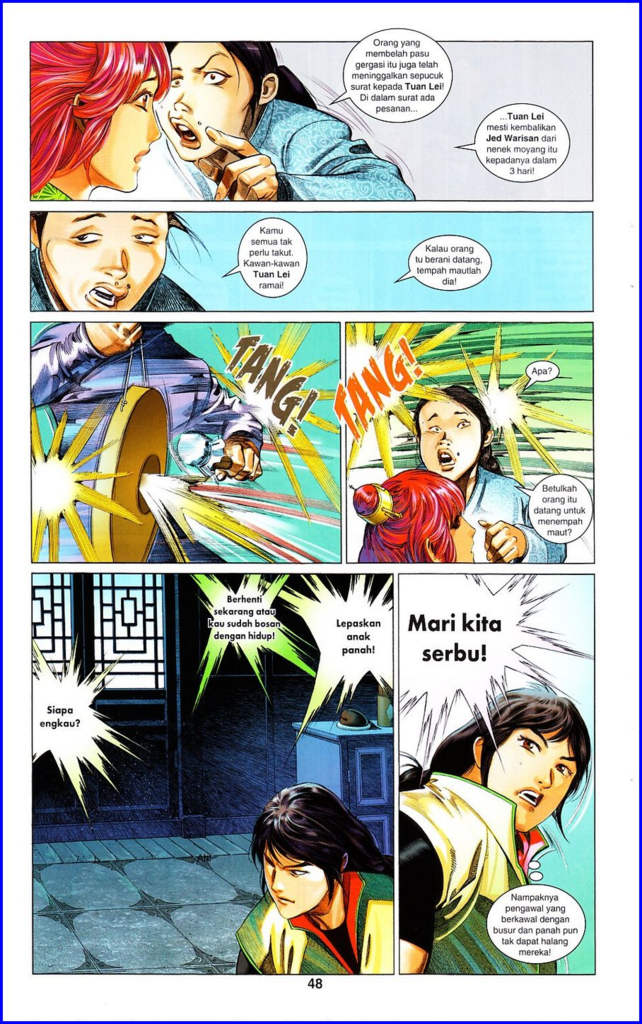 Orang yang
membelah pasu
gergasi itu juga telah
meninggalkan sepucuk
surat kepada Tuan Lei!
Di dalam surat ada
pesanan...
...Tuan Lei
mesti kembalikan
Jed Warisan dari
nenek moyang itu
kepadanya dalam
3 hari!
Kamu
semua tak
perlu takut.
Kawan-kawan
Tuan Lei
ramai!
Kalau orang
tu berani datang,
tempah mautlah
dia!
TANG!
TANG!
Apa?
Betulkah
orang itu
datang untuk
menempah
maut?
Siapa
engkau?
Berhenti
sekarang atau
kau sudah bosan
dengan hidup!
Lepaskan
anak
panah!
Ah!
Mari kita
serbu!
Nampaknya
pengawal yang
berkawal dengan
busur dan panah pun
tak dapat halang
mereka!
48